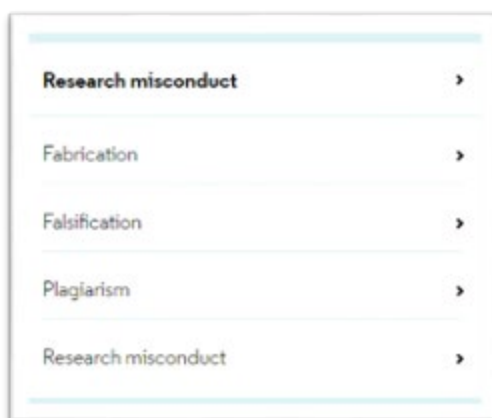 Research misconduct
Fabrication
Falsification
Plagiarism
Research misconduct